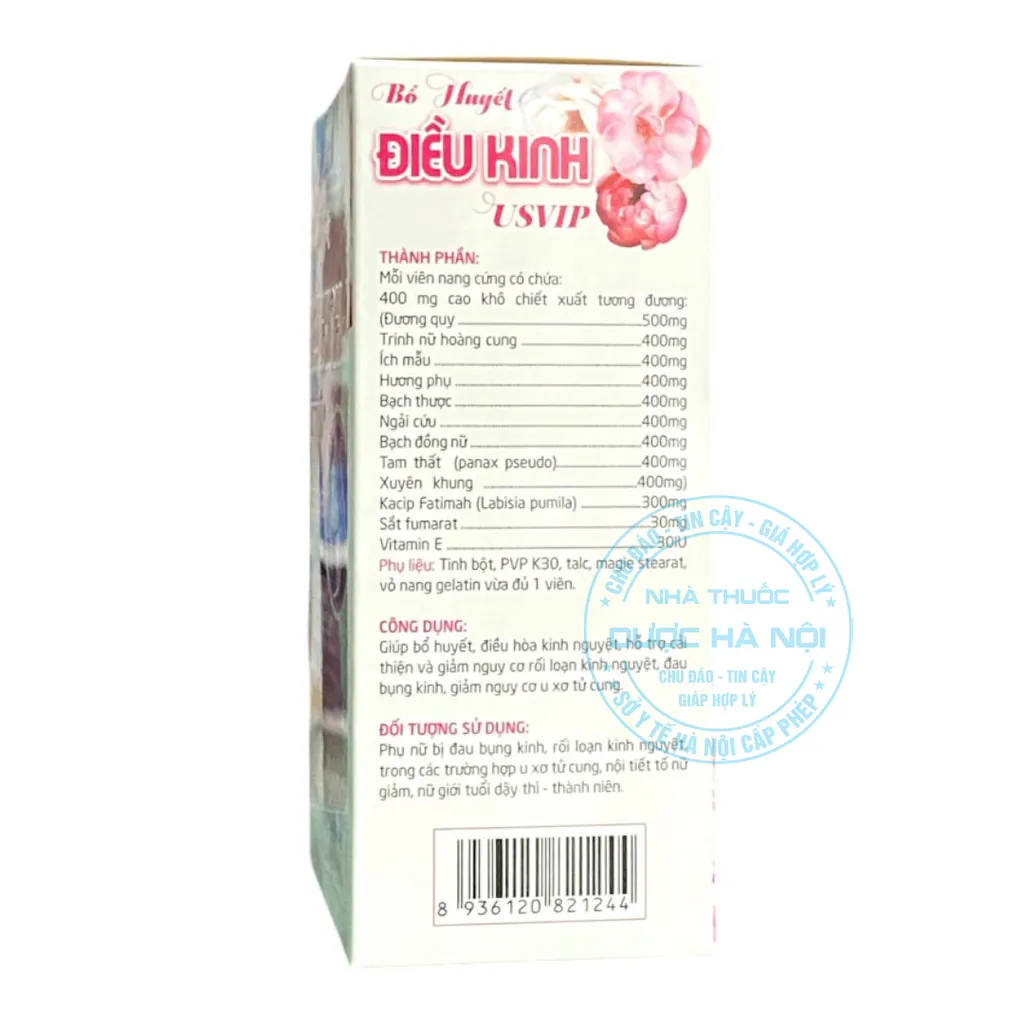 Bổ Huyết
ĐIỀU KINH
USVIP
THÀNH PHẦN:
Mỗi viên nang cứng có chứa:
400 mg cao khô chiết xuất tương đương:
(Đương quy ........ 500mg
Trinh nữ hoàng cung ........ 400mg
Ích mẫu ........ 400mg
Hương phụ ........ 400mg
Bạch thược ........ 400mg
Ngải cứu ........ 400mg
Bạch đồng nữ ........ 400mg
Tam thất (panax pseudo) ........ 400mg
Xuyên khung ........ 400mg)
Kacip Fatimah (Labisia pumila) ........ 300mg
Sắt fumarat ........ 30mg
Vitamin E ........ 30IU
Phụ liệu: Tinh bột, PVP K30, talc, magie stearat,
vỏ nang gelatin vừa đủ 1 viên.
CÔNG DỤNG:
Giúp bổ huyết, điều hòa kinh nguyệt, hỗ trợ cải
thiện và giảm nguy cơ rối loạn kinh nguyệt, đau
bụng kinh, giảm nguy cơ u xơ tử cung.
ĐỐI TƯỢNG SỬ DỤNG:
Phụ nữ bị đau bụng kinh, rối loạn kinh nguyệt,
trong các trường hợp u xơ tử cung, nội tiết tố nữ
giảm, nữ giới tuổi dậy thì - thành niên.
8 936120 821244
CHU ĐÁO - TIN CẬY - GIÁ HỢP LÝ
NHÀ THUỐC
DƯỢC HÀ NỘI
CHU ĐÁO - TIN CẬY
GIÁP HỢP LÝ
SỞ Y TẾ HÀ NỘI CẤP PHÉP